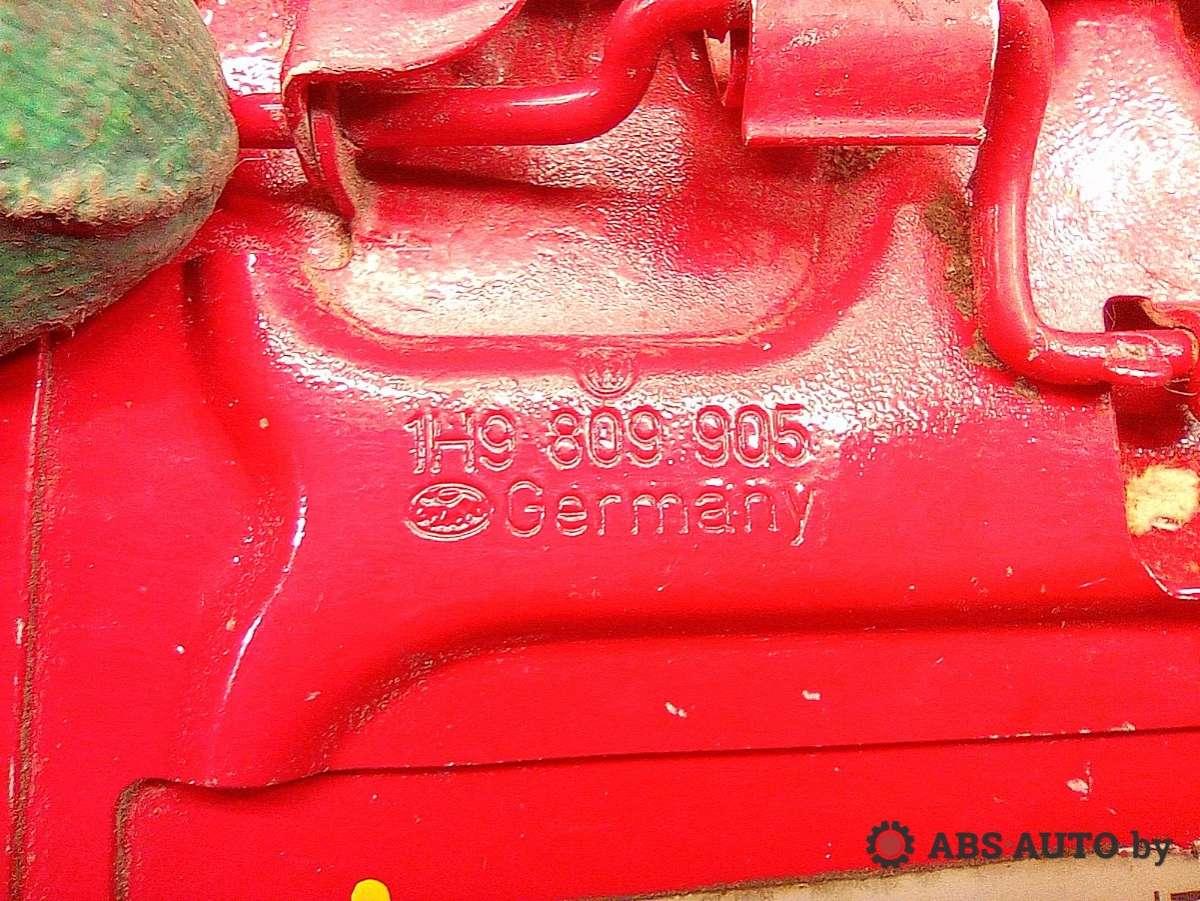 1H9 809 905
Germany
ABS AUTO.by